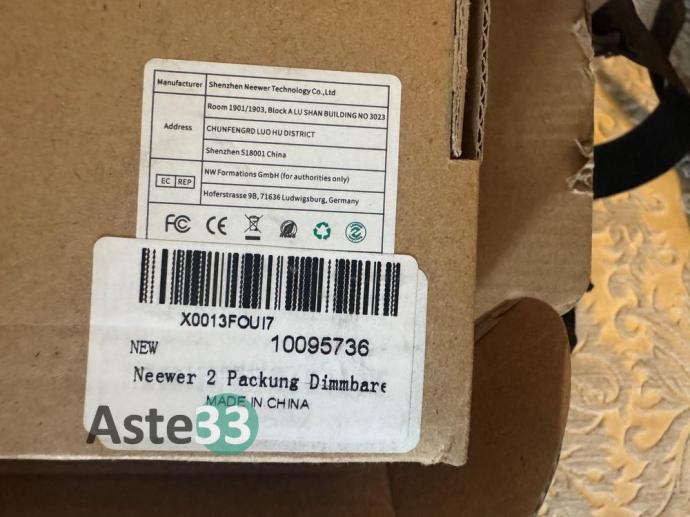 Manufacturer Shenzhen Neewer Technology Co.,Ltd
Address Room 1901/1903, Block A LU SHAN BUILDING NO 3023
CHUNFENGRD LUO HU DISTRICT
Shenzhen S18001 China
EC REP NW Formations GmbH (for authorities only)
Hoferstrasse 9B, 71636 Ludwigsburg, Germany
FC CE
X0013FOUI7
NEW 10095736
Neewer 2 Packung Dimmbare
MADE IN CHINA
Aste33